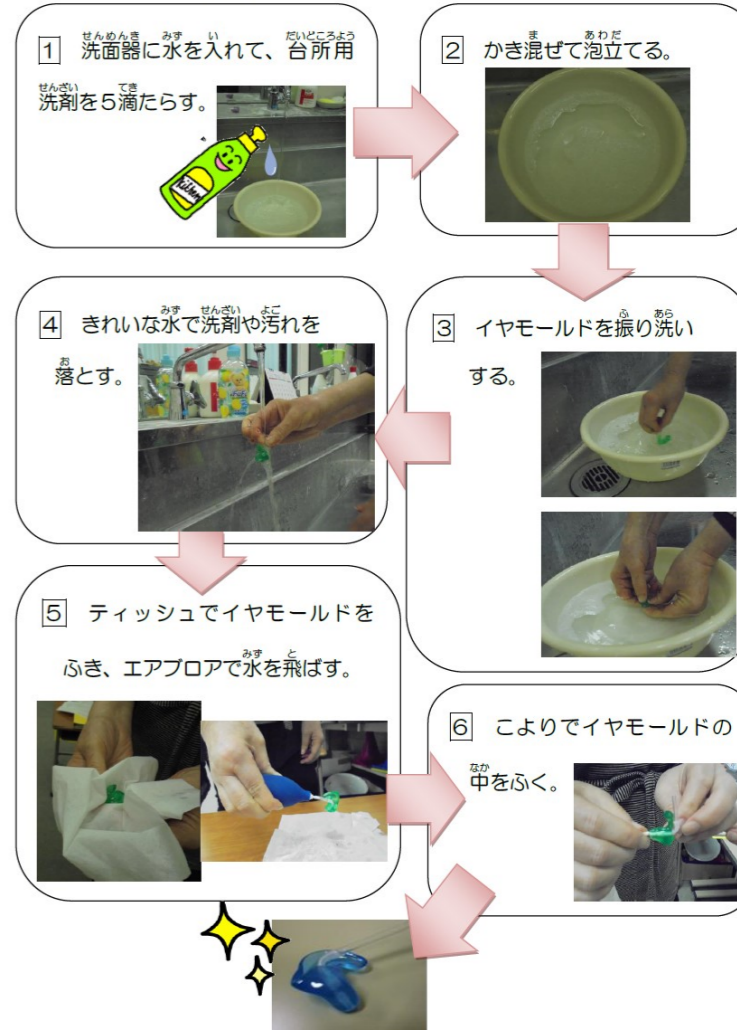 1 洗面器に水を入れて、台所用
洗剤を5滴たらす。
Kitchen
2 かき混ぜて泡立てる。
3 イヤモールドを振り洗い
する。
4 きれいな水で洗剤や汚れを
落とす。
5 ティッシュでイヤモールドを
ふき、エアブロアで水を飛ばす。
6 こよりでイヤモールドの
中をふく。